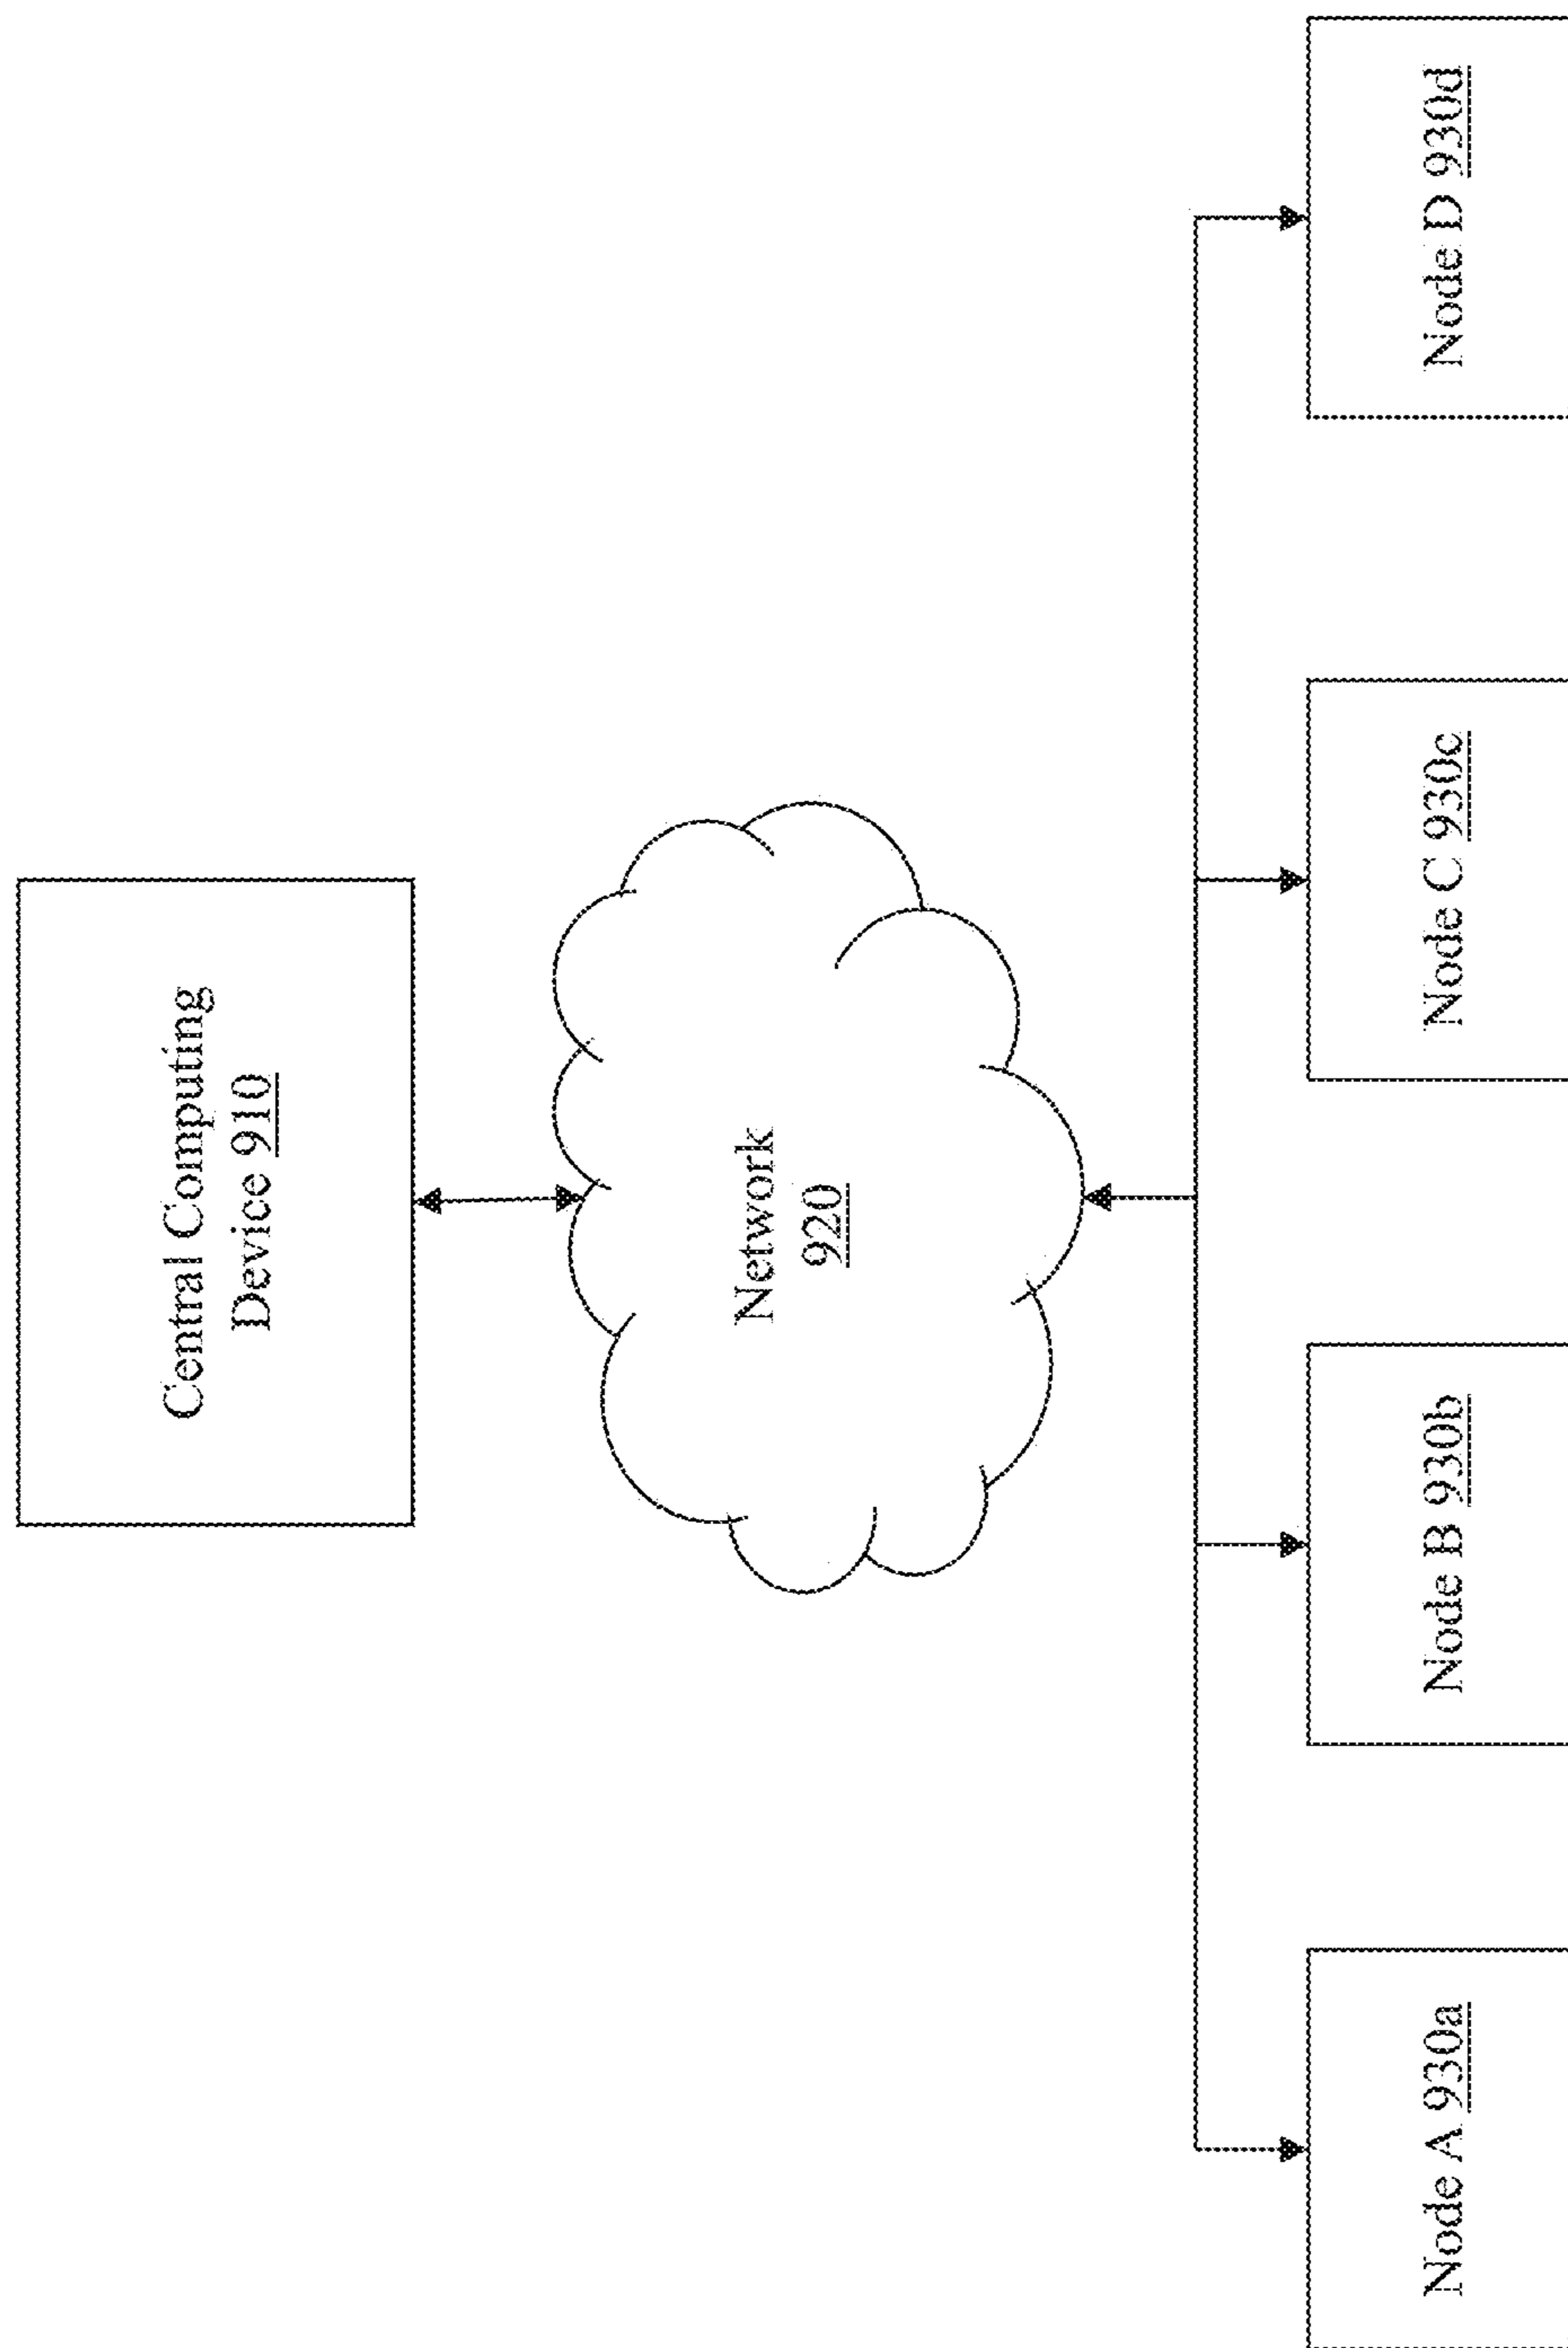 Central Computing
Device 910
Network
920
Node A 930a
Node B 930b
Node C 930c
Node D 930d